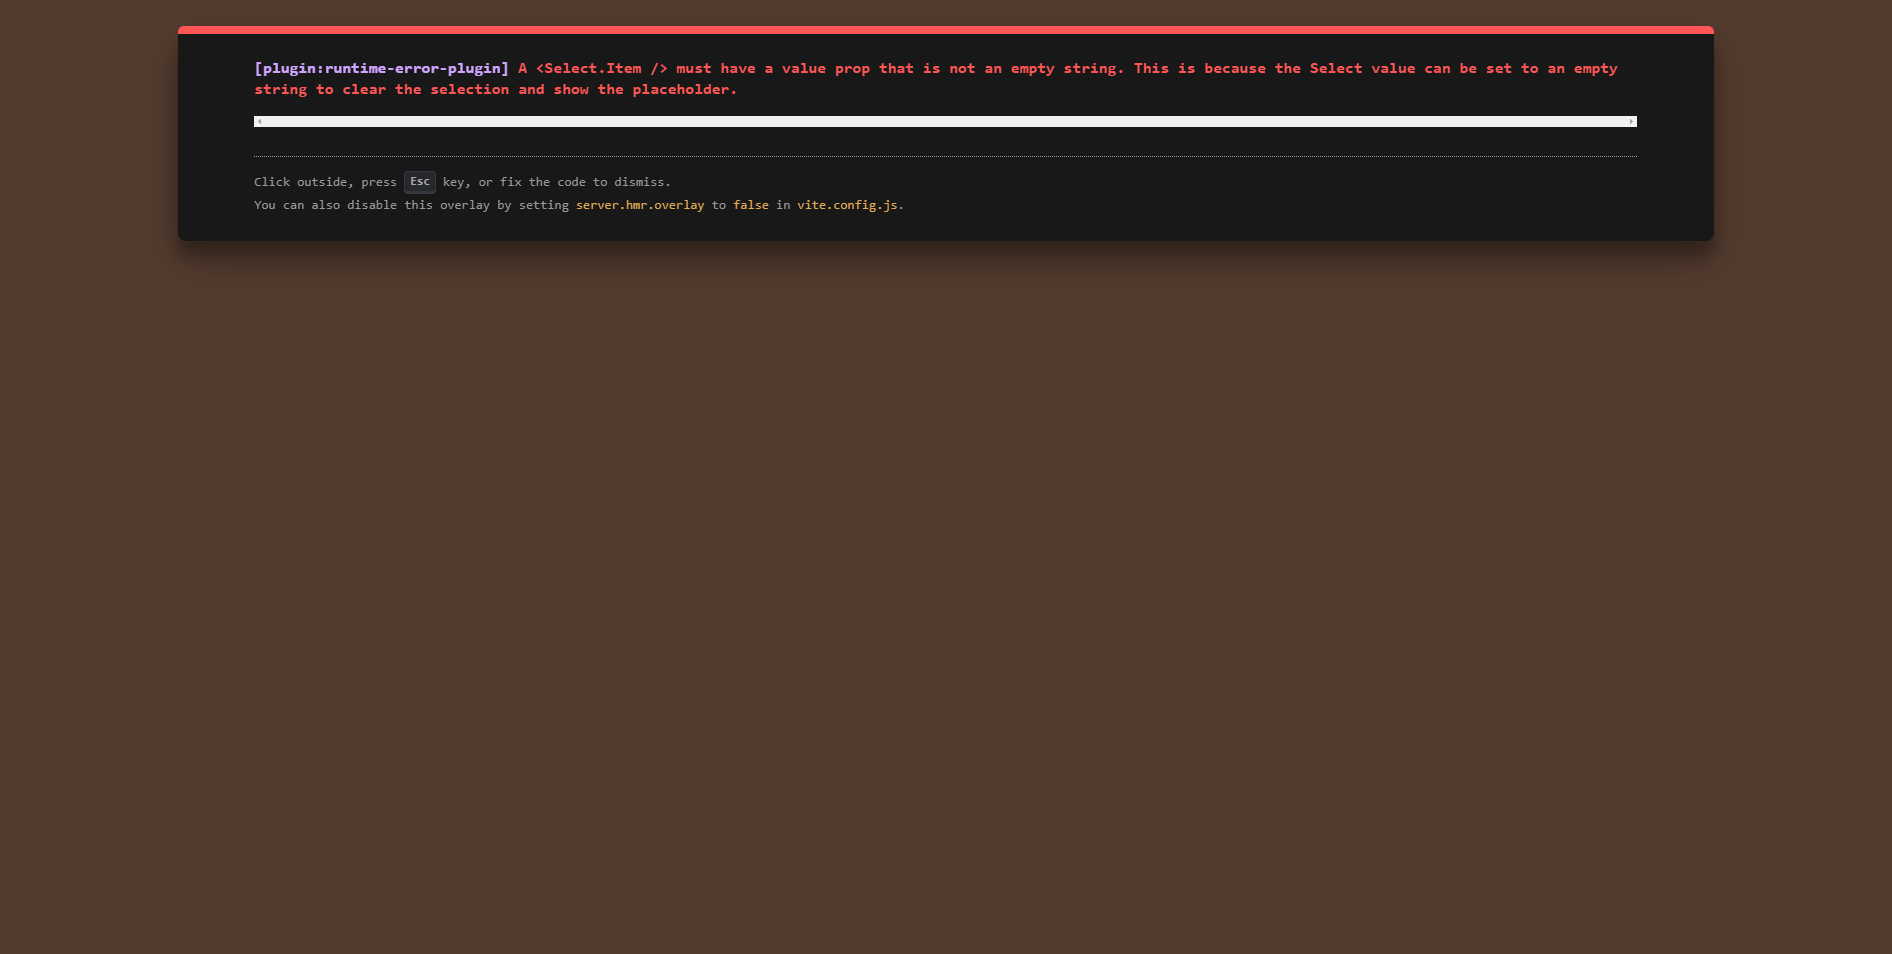 [plugin:runtime-error-plugin] A <Select.Item /> must have a value prop that is not an empty string. This is because the Select value can be set to an empty
string to clear the selection and show the placeholder.
Click outside, press Esc key, or fix the code to dismiss.
You can also disable this overlay by setting server.hmr.overlay to false in vite.config.js.